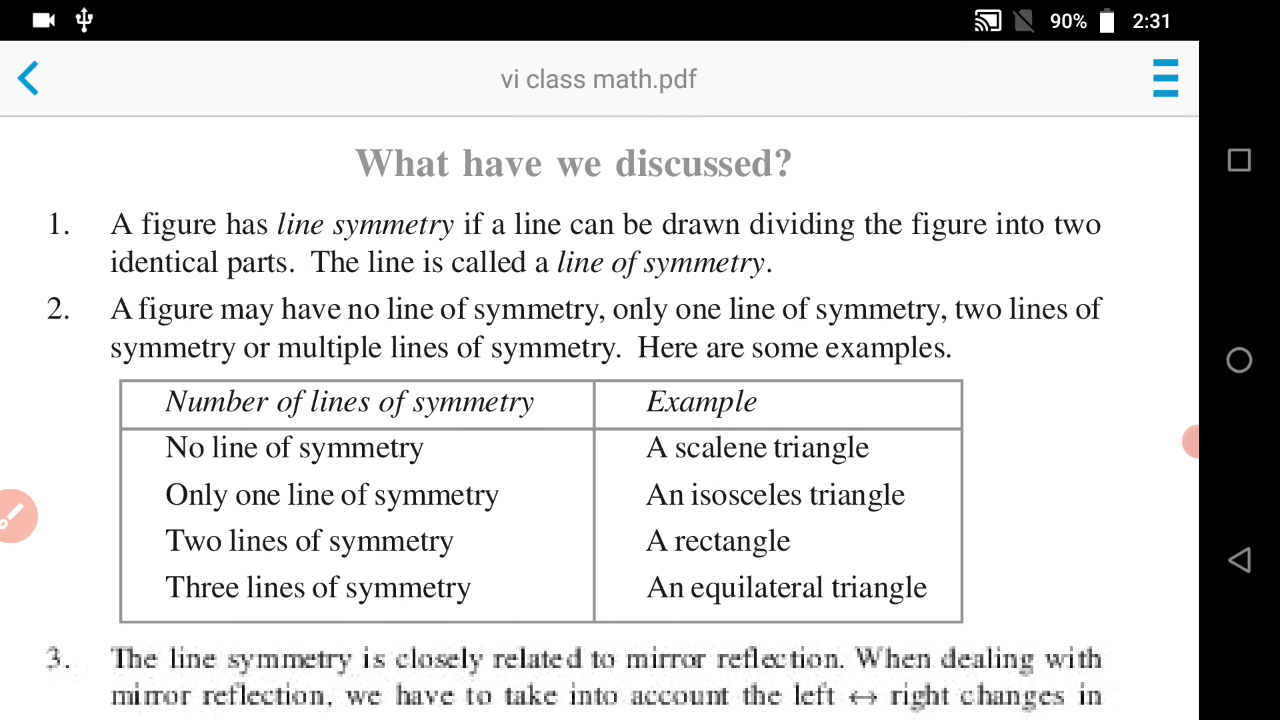 90% 2:31
vi class math.pdf
What have we discussed?
1. A figure has line symmetry if a line can be drawn dividing the figure into two
identical parts. The line is called a line of symmetry.
2. A figure may have no line of symmetry, only one line of symmetry, two lines of
symmetry or multiple lines of symmetry. Here are some examples.
Number of lines of symmetry Example
No line of symmetry A scalene triangle
Only one line of symmetry An isosceles triangle
Two lines of symmetry A rectangle
Three lines of symmetry An equilateral triangle
3. The line symmetry is closely related to mirror reflection. When dealing with
mirror reflection, we have to take into account the left ↔ right changes in